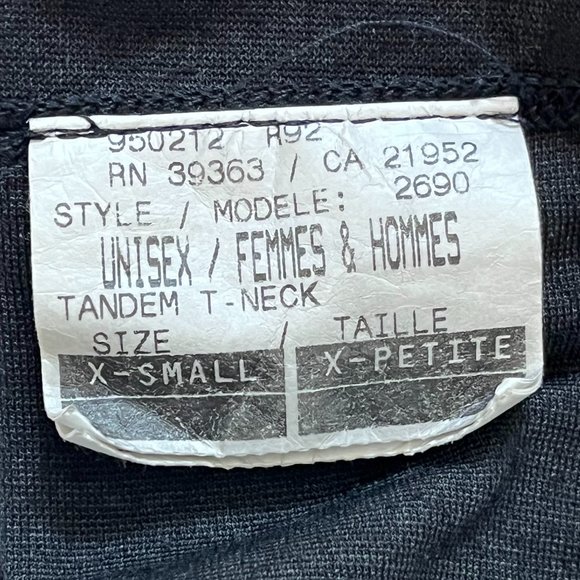 950212 R92
RN 39363 / CA 21952
STYLE / MODELE: 2690
UNISEX / FEMMES & HOMMES
TANDEM T-NECK
SIZE / TAILLE
X-SMALL X-PETITE